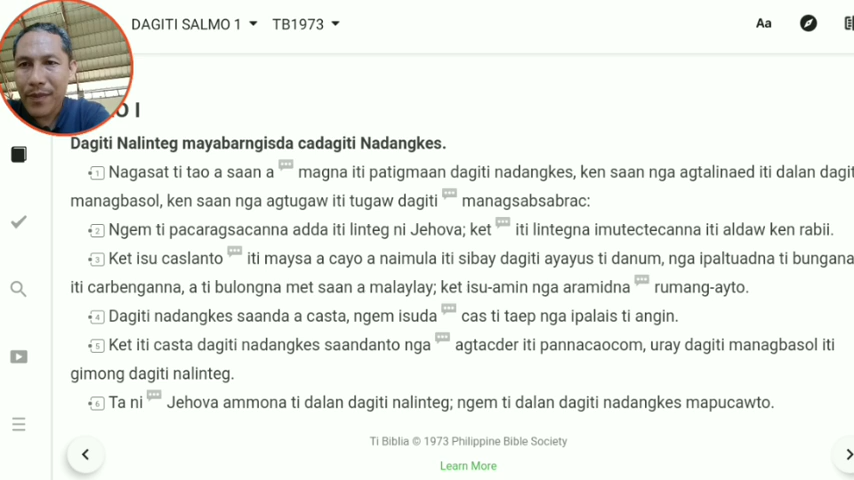 DAGITI SALMO 1 TB1973 Aa
O I
Dagiti Nalinteg mayabarngisda cadagiti Nadangkes.
1 Nagasat ti tao a saan a magna iti patigmaan dagiti nadangkes, ken saan nga agtalinaed iti dalan dagit
managbasol, ken saan nga agtugaw iti tugaw dagiti managsabsabrac:
2 Ngem ti pacaragsacanna adda iti linteg ni Jehova; ket iti lintegna imutectecanna iti aldaw ken rabii.
3 Ket isu caslanto iti maysa a cayo a naimula iti sibay dagiti ayayus ti danum, nga ipaltuadna ti bungana
iti carbenganna, a ti bulongna met saan a malaylay; ket isu-amin nga aramidna rumang-ayto.
4 Dagiti nadangkes saanda a casta, ngem isuda cas ti taep nga ipalais ti angin.
5 Ket iti casta dagiti nadangkes saandanto nga agtacder iti pannacaocom, uray dagiti managbasol iti
gimong dagiti nalinteg.
6 Ta ni Jehova ammona ti dalan dagiti nalinteg; ngem ti dalan dagiti nadangkes mapucawto.
Ti Biblia © 1973 Philippine Bible Society
Learn More